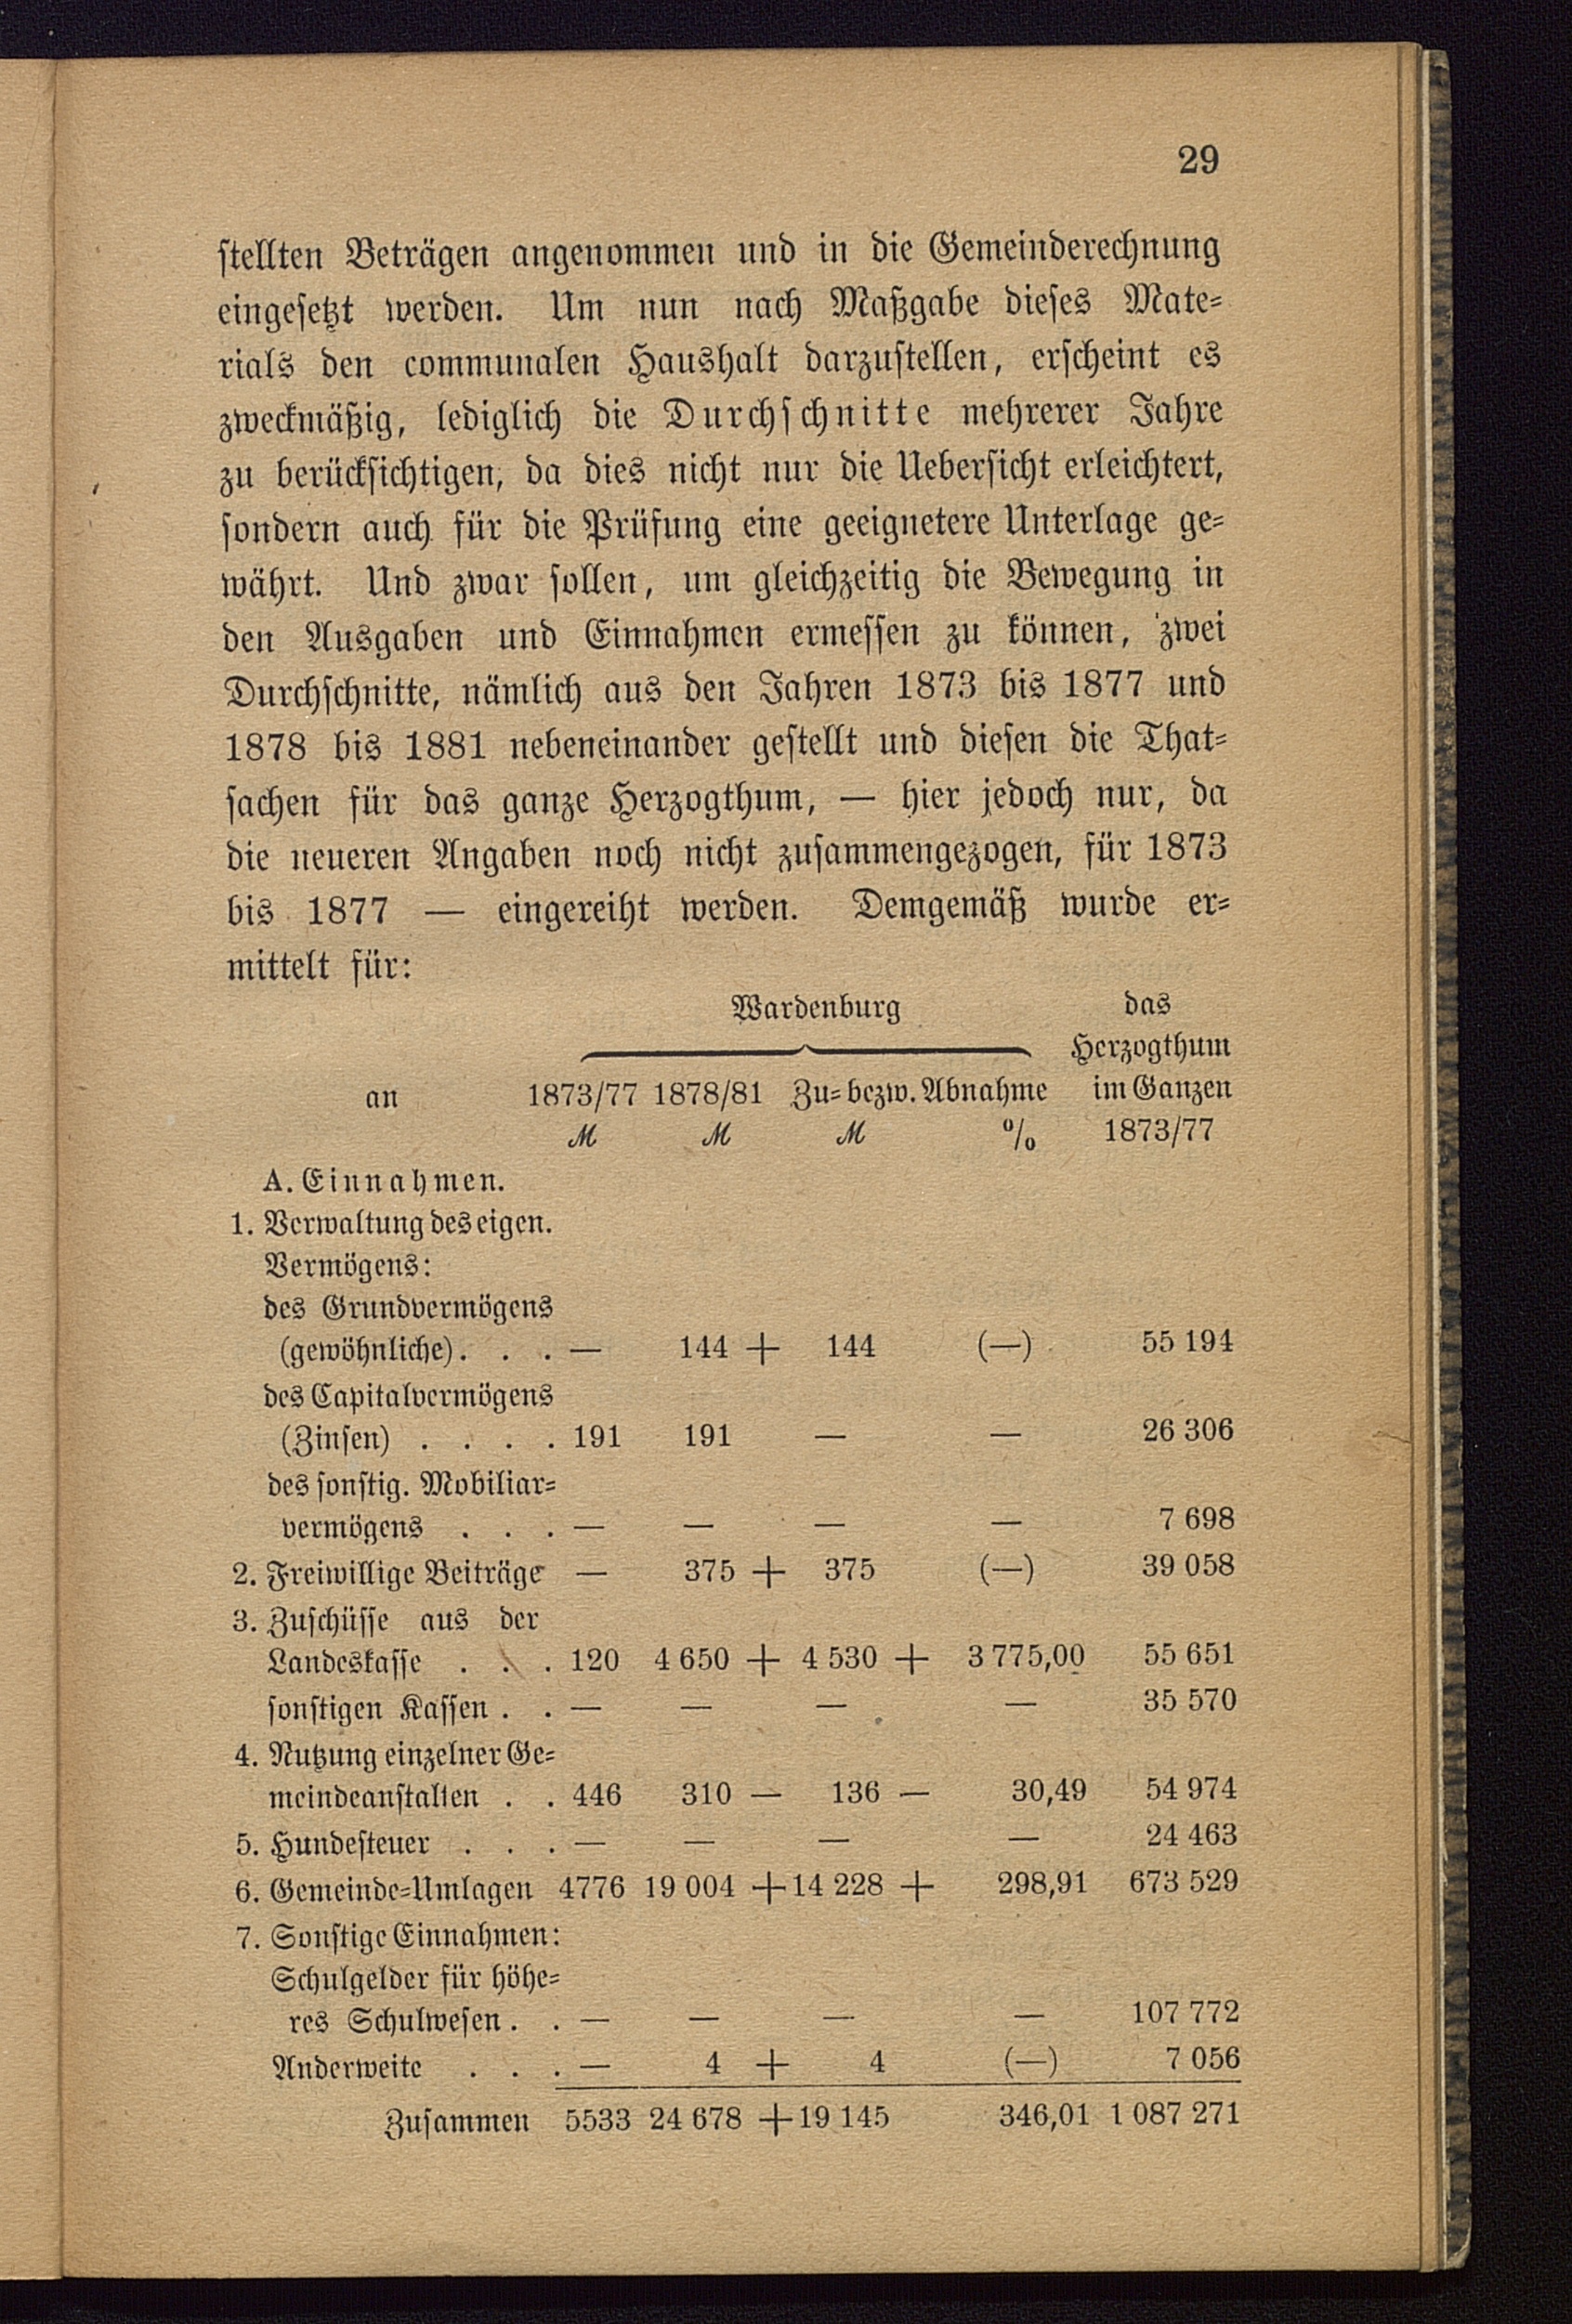 29
stellten Beträgen angenommen und in die Gemeinderechnung
eingesetzt werden. Um nun nach Maßgabe dieses Mate-
rials den communalen Haushalt darzustellen, erscheint es
zweckmäßig, lediglich die Durchschnitte mehrerer Jahre
zu berücksichtigen, da dies nicht nur die Uebersicht erleichtert,
sondern auch für die Prüfung eine geeignetere Unterlage ge-
währt. Und zwar sollen, um gleichzeitig die Bewegung in
den Ausgaben und Einnahmen ermessen zu können, zwei
Durchschnitte, nämlich aus den Jahren 1873 bis 1877 und
1878 bis 1881 nebeneinander gestellt und diesen die That-
sachen für das ganze Herzogthum, — hier jedoch nur, da
die neueren Angaben noch nicht zusammengezogen, für 1873
bis 1877 — eingereiht werden. Demgemäß wurde er-
mittelt für:
Wardenburg das
Herzogthum
an 1873/77 1878/81 Zu- bezw. Abnahme im Ganzen
ℳ ℳ ℳ % 1873/77
A. Einnahmen.
1. Verwaltung des eigen.
Vermögens:
des Grundvermögens
(gewöhnliche). . . — 144 + 144 (—) 55 194
des Capitalvermögens
(Zinsen) . . . . 191 191 — — 26 306
des sonstig. Mobiliar-
vermögens . . . — — — — 7 698
2. Freiwillige Beiträge — 375 + 375 (—) 39 058
3. Zuschüsse aus der
Landeskasse . . . 120 4 650 + 4 530 + 3 775,00 55 651
sonstigen Kassen . . — — — — 35 570
4. Nutzung einzelner Ge-
meindeanstalten . . 446 310 — 136 — 30,49 54 974
5. Hundesteuer . . . — — — — 24 463
6. Gemeinde-Umlagen 4776 19 004 + 14 228 + 298,91 673 529
7. Sonstige Einnahmen:
Schulgelder für höhe-
res Schulwesen. . — — — — 107 772
Anderweite . . . — 4 + 4 (—) 7 056
Zusammen 5533 24 678 + 19 145 346,01 1 087 271